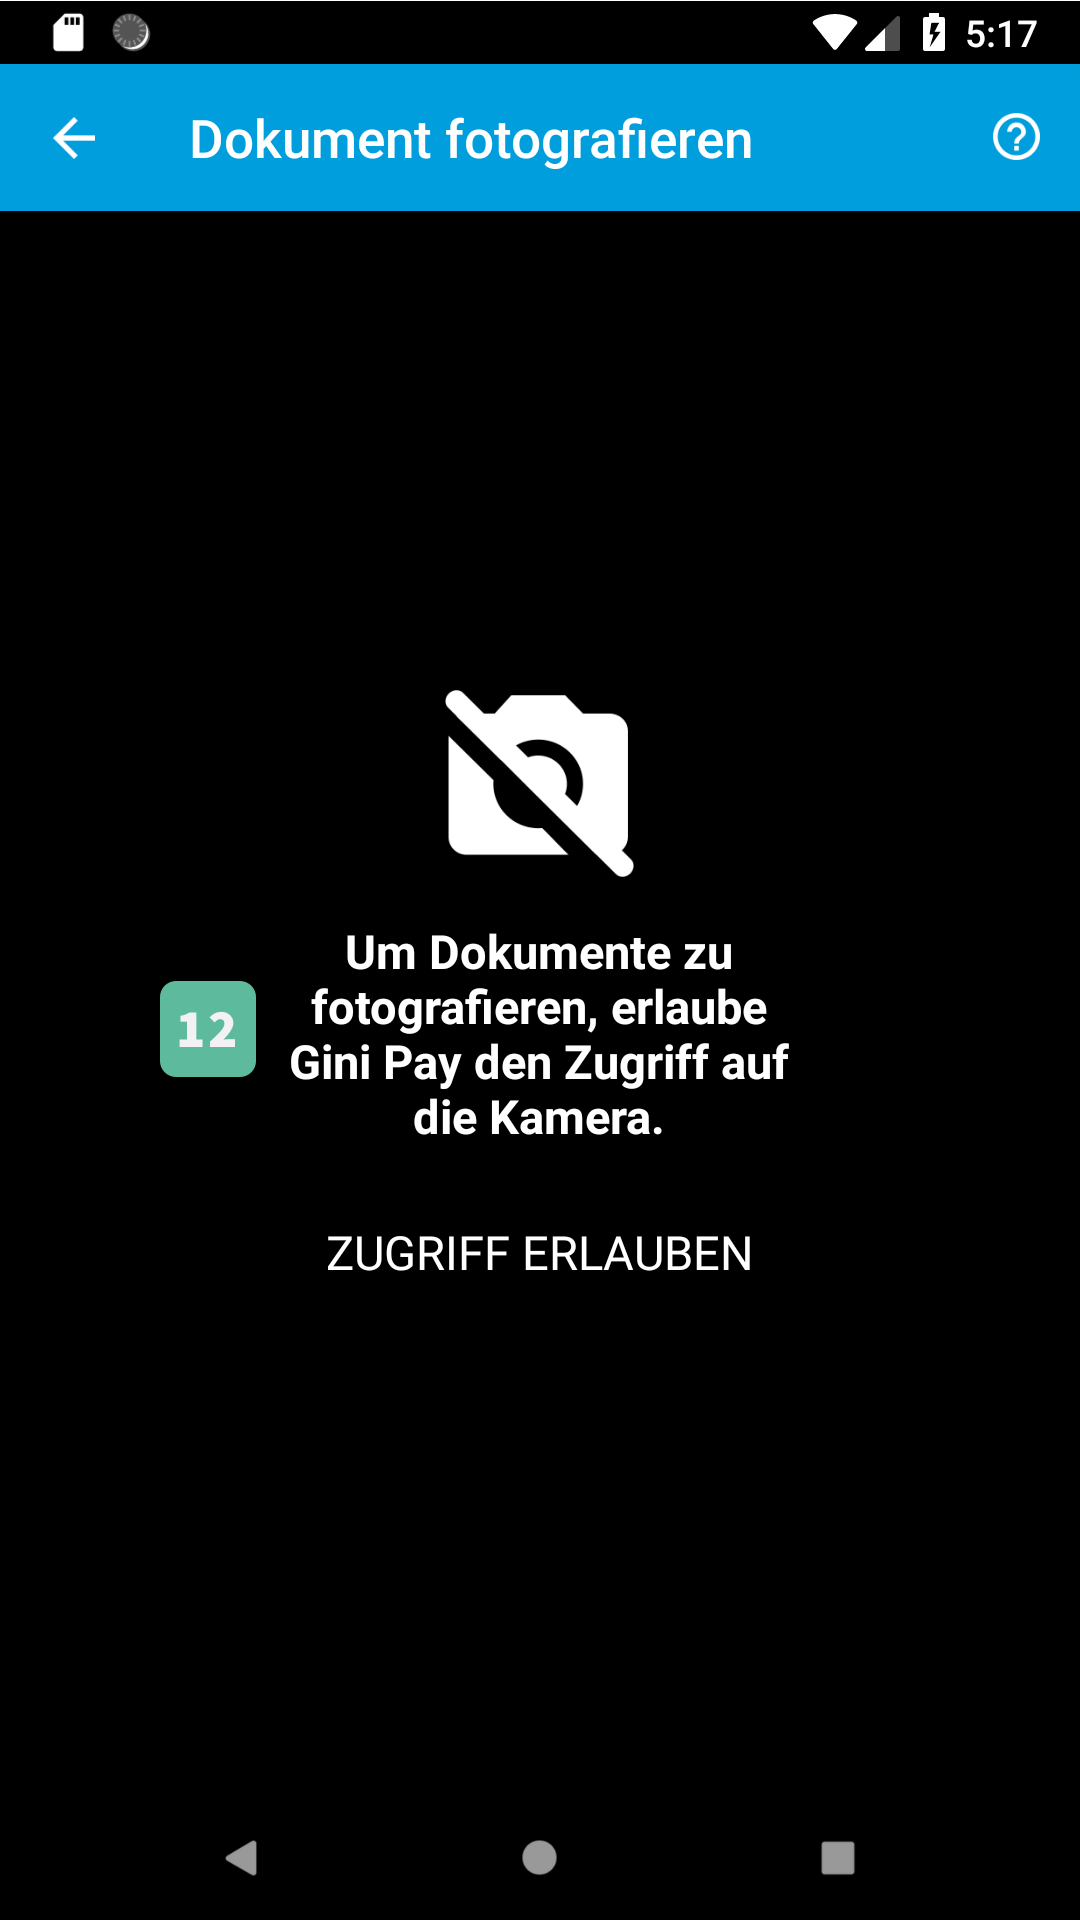 5:17
Dokument fotografieren
Um Dokumente zu
fotografieren, erlaube
12
Gini Pay den Zugriff auf
die Kamera.
ZUGRIFF ERLAUBEN